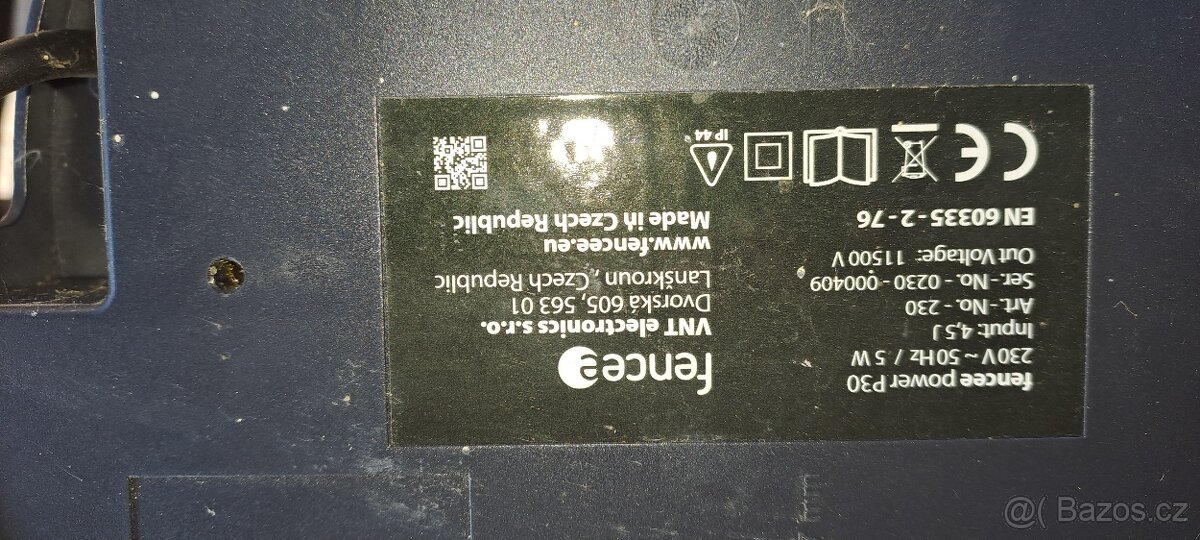 fencee power P30
230V ~ 50Hz / 5 W
Input: 4,5 J
Art.-No. - 230
Ser.-No. - 0230 - 000409
Out Voltage: 11500 V
EN 60335 - 2 - 76
CE
fencee
VNT electronics s.r.o.
Dvorská 605, 563 01
Lanškroun, Czech Republic
www.fencee.eu
Made in Czech Republic
IP 44
@( Bazos.cz